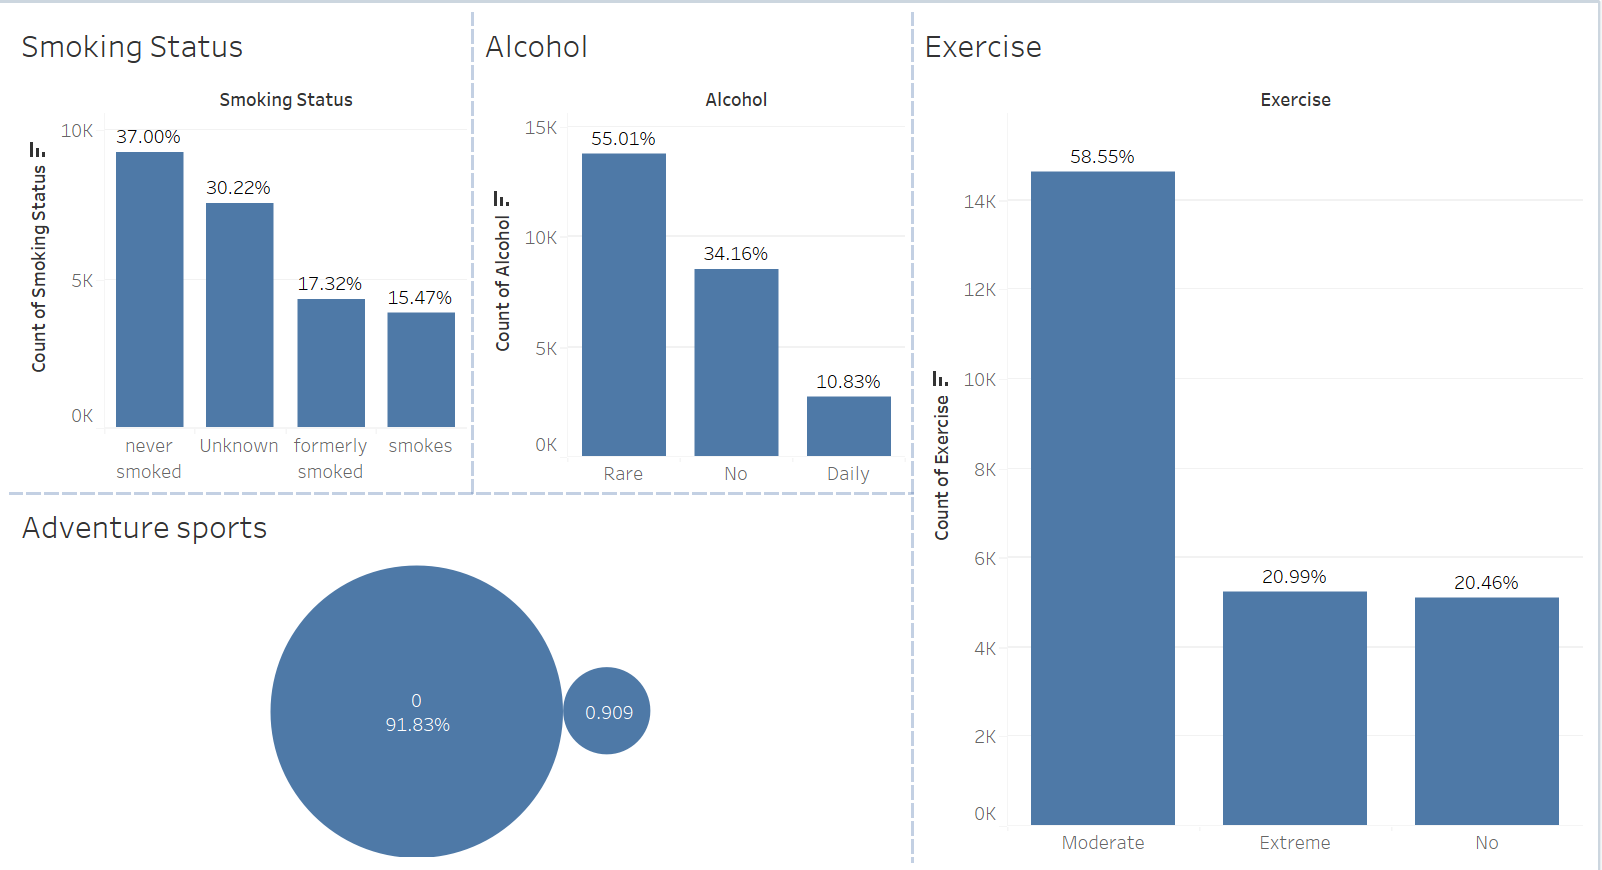 Smoking Status
Smoking Status
Count of Smoking Status
10K
5K
0K
37.00%
30.22%
17.32%
15.47%
never
smoked
Unknown
formerly
smoked
smokes
Alcohol
Alcohol
Count of Alcohol
15K
10K
5K
0K
55.01%
34.16%
10.83%
Rare
No
Daily
Exercise
Exercise
Count of Exercise
14K
12K
10K
8K
6K
4K
2K
0K
58.55%
20.99%
20.46%
Moderate
Extreme
No
Adventure sports
0
91.83%
0.909